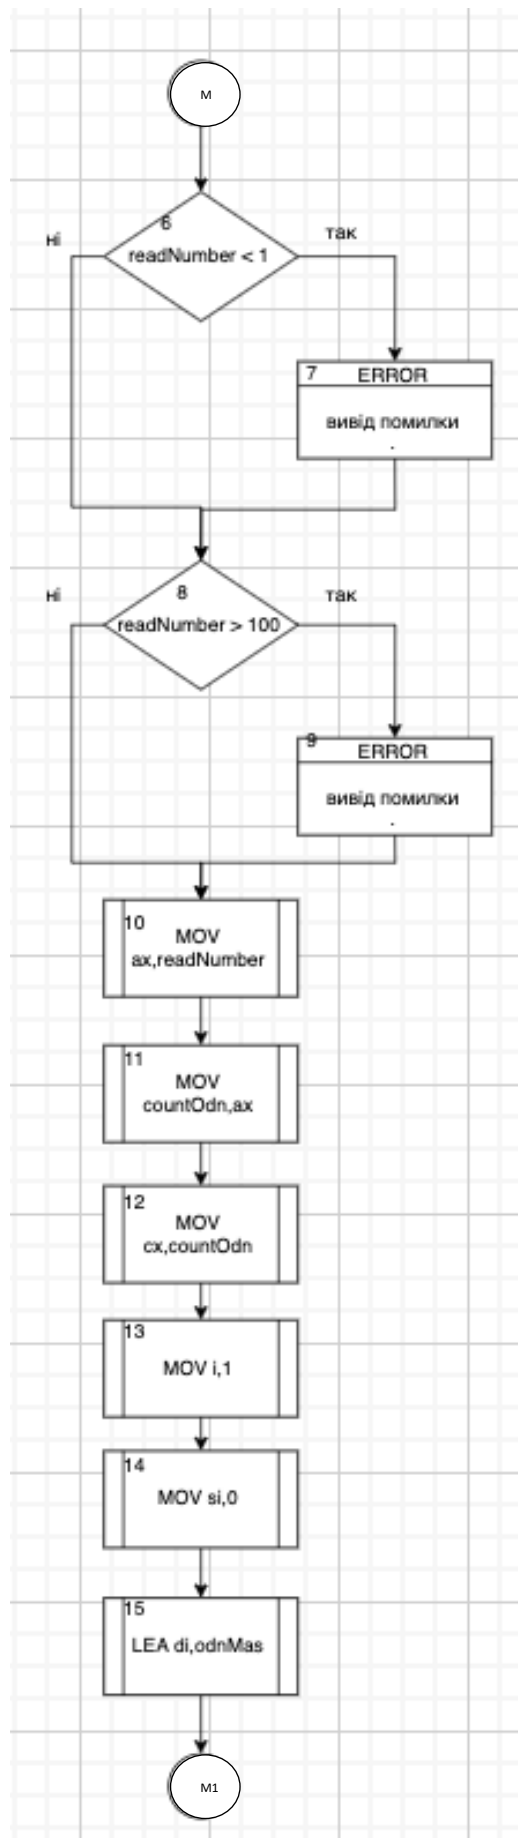 М
6
readNumber < 1
ні
так
7
ERROR
вивід помилки
.
8
readNumber > 100
ні
так
9
ERROR
вивід помилки
.
10
MOV
ax,readNumber
11
MOV
countOdn,ax
12
MOV
cx,countOdn
13
MOV i,1
14
MOV si,0
15
LEA di,odnMas
М1